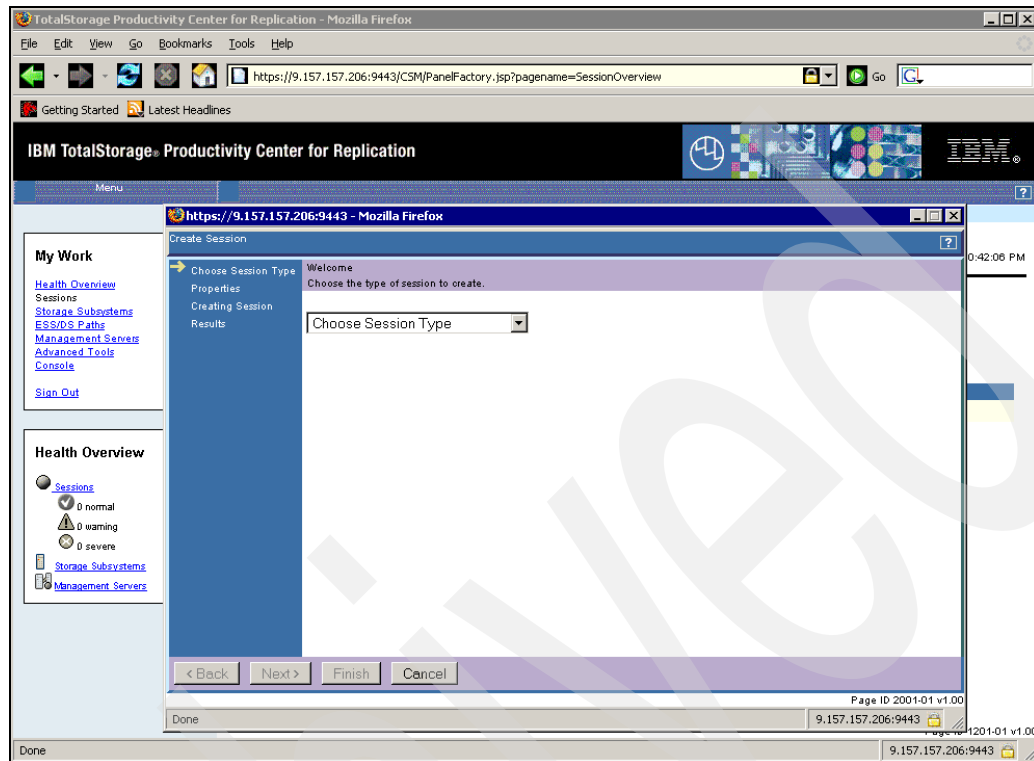 TotalStorage Productivity Center for Replication - Mozilla Firefox
File Edit View Go Bookmarks Tools Help
https://9.157.157.206:9443/CSM/PanelFactory.jsp?pagename=SessionOverview
Go
Getting Started Latest Headlines
IBM TotalStorage® Productivity Center for Replication
IBM®
Menu
?
https://9.157.157.206:9443 - Mozilla Firefox
Create Session
?
0:42:06 PM
My Work
Health Overview
Sessions
Storage Subsystems
ESS/DS Paths
Management Servers
Advanced Tools
Console
Sign Out
Health Overview
Sessions
0 normal
0 warning
0 severe
Storage Subsystems
Management Servers
Choose Session Type
Properties
Creating Session
Results
Welcome
Choose the type of session to create.
Choose Session Type
< Back Next > Finish Cancel
Page ID 2001-01 v1.00
Done 9.157.157.206:9443
1201-01 v1.00
Done 9.157.157.206:9443